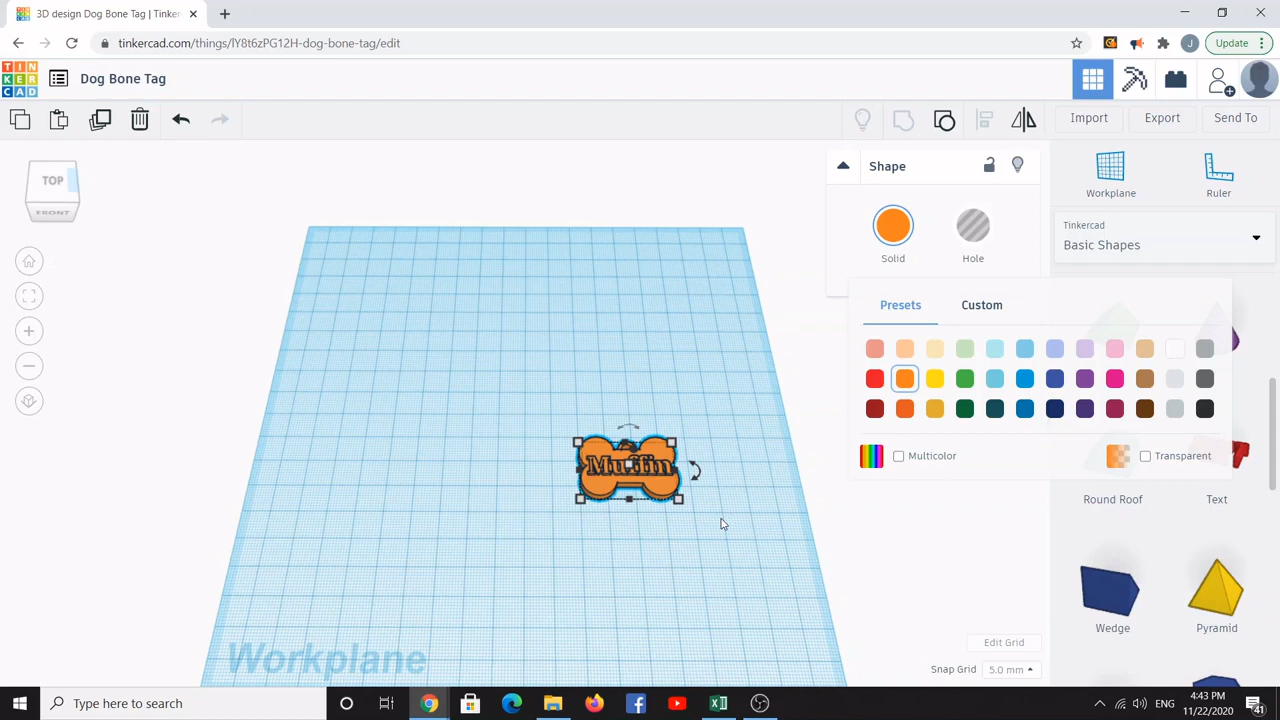 3D design Dog Bone Tag | Tinker
tinkercad.com/things/lY8t6zPG12H-dog-bone-tag/edit
J
Update
TIN
KER
CAD
Dog Bone Tag
Import
Export
Send To
TOP
FRONT
Shape
Solid
Hole
Workplane
Ruler
Tinkercad
Basic Shapes
Presets
Custom
Multicolor
Transparent
Muffin
Round Roof
Text
Wedge
Pyramid
Workplane
Edit Grid
Snap Grid
5.0 mm
Type here to search
ENG
4:43 PM
11/22/2020
41